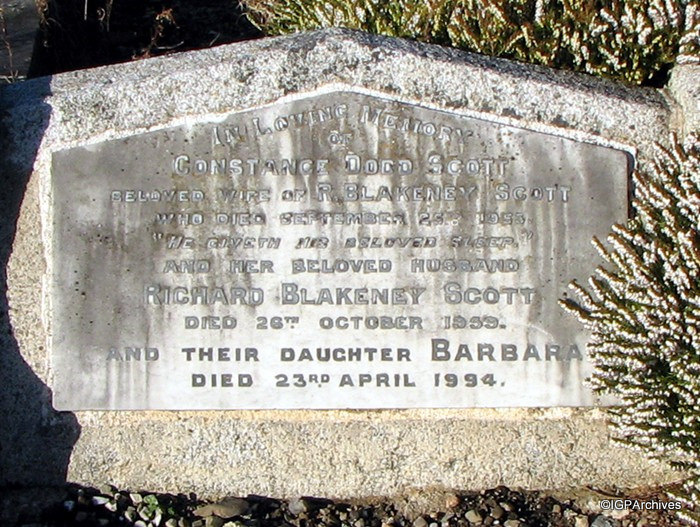 IN LOVING MEMORY
OF
CONSTANCE DODD SCOTT
BELOVED WIFE OF R. BLAKENEY SCOTT
WHO DIED SEPTEMBER
"HE GIVETH HIS BELOVED SLEEP."
AND HER BELOVED HUSBAND
RICHARD BLAKENEY SCOTT
DIED 26TH OCTOBER 1959.
AND THEIR DAUGHTER BARBARA
DIED 23RD APRIL 1994.
©IGPArchives